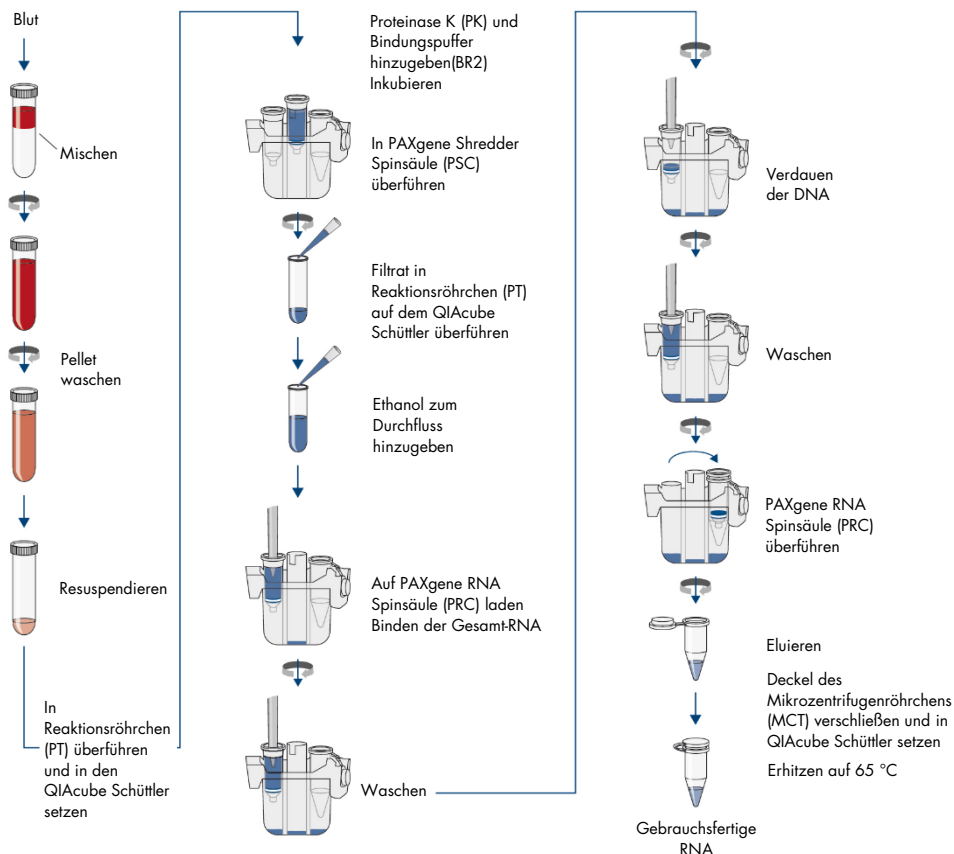 Blut
Mischen
Pellet
waschen
Resuspendieren
In
Reaktionsröhrchen
(PT) überführen
und in den
QIAcube Schüttler
setzen
Proteinase K (PK) und
Bindungspuffer
hinzugeben(BR2)
Inkubieren
In PAXgene Shredder
Spinsäule (PSC)
überführen
Filtrat in
Reaktionsröhrchen (PT)
auf dem QIAcube
Schüttler überführen
Ethanol zum
Durchfluss
hinzugeben
Auf PAXgene RNA
Spinsäule (PRC) laden
Binden der Gesamt-RNA
Waschen
Verdauen
der DNA
Waschen
PAXgene RNA
Spinsäule (PRC)
überführen
Eluieren
Deckel des
Mikrozentrifugenröhrchens
(MCT) verschließen und in
QIAcube Schüttler setzen
Erhitzen auf 65 °C
Gebrauchsfertige
RNA